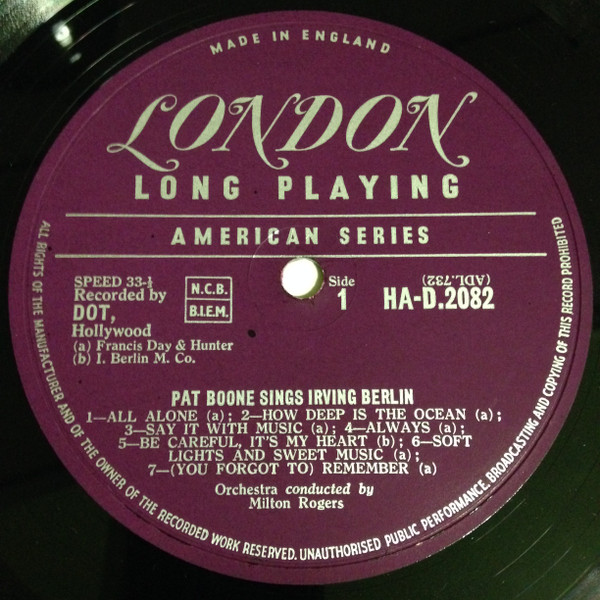 MADE IN ENGLAND
LONDON
LONG PLAYING
AMERICAN SERIES
SPEED 33-⅓
Recorded by
DOT,
Hollywood
(a) Francis Day & Hunter
(b) I. Berlin M. Co.
N.C.B.
B.I.E.M.
Side
1
(ADL.732)
HA-D.2082
PAT BOONE SINGS IRVING BERLIN
1—ALL ALONE (a); 2—HOW DEEP IS THE OCEAN (a);
3—SAY IT WITH MUSIC (a); 4—ALWAYS (a);
5—BE CAREFUL, IT'S MY HEART (b); 6—SOFT
LIGHTS AND SWEET MUSIC (a);
7—(YOU FORGOT TO) REMEMBER (a)
Orchestra conducted by
Milton Rogers
ALL RIGHTS OF THE MANUFACTURER AND OF THE OWNER OF THE RECORDED WORK RESERVED. UNAUTHORISED PUBLIC PERFORMANCE, BROADCASTING AND COPYING OF THIS RECORD PROHIBITED